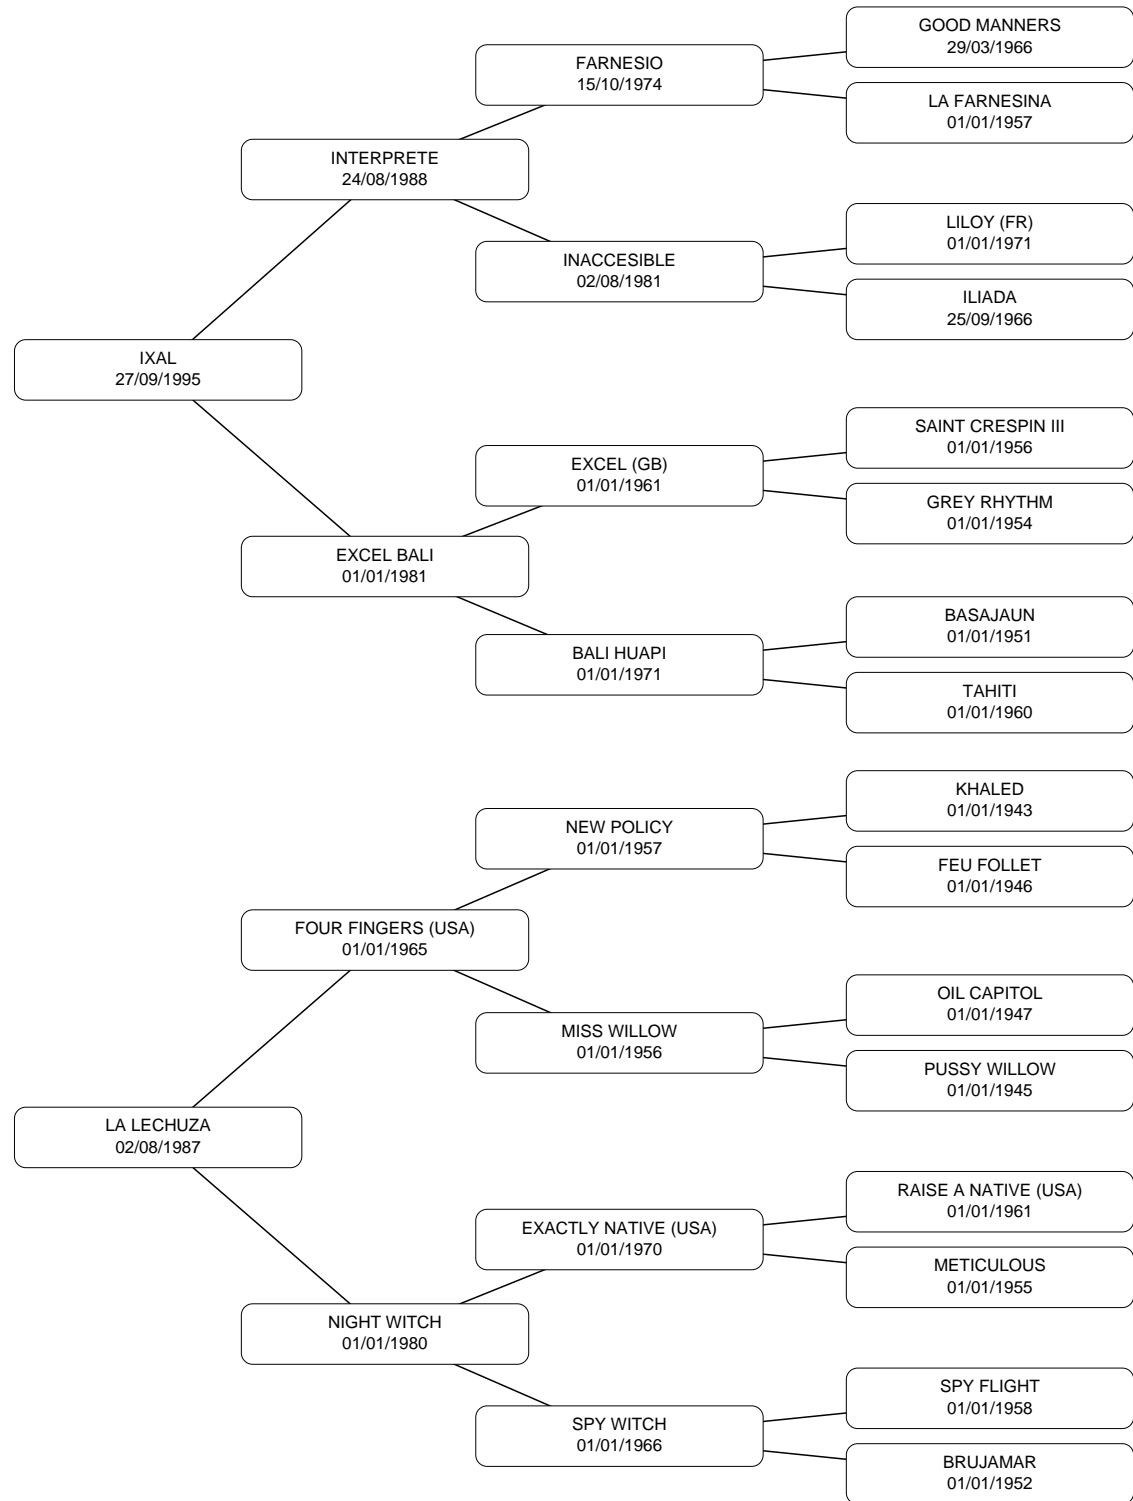 GOOD MANNERS
29/03/1966
FARNESIO
15/10/1974
LA FARNESINA
01/01/1957
INTERPRETE
24/08/1988
LILOY (FR)
01/01/1971
INACCESIBLE
02/08/1981
ILIADA
25/09/1966
IXAL
27/09/1995
SAINT CRESPIN III
01/01/1956
EXCEL (GB)
01/01/1961
GREY RHYTHM
01/01/1954
EXCEL BALI
01/01/1981
BASAJAUN
01/01/1951
BALI HUAPI
01/01/1971
TAHITI
01/01/1960
KHALED
01/01/1943
NEW POLICY
01/01/1957
FEU FOLLET
01/01/1946
FOUR FINGERS (USA)
01/01/1965
OIL CAPITOL
01/01/1947
MISS WILLOW
01/01/1956
PUSSY WILLOW
01/01/1945
LA LECHUZA
02/08/1987
RAISE A NATIVE (USA)
01/01/1961
EXACTLY NATIVE (USA)
01/01/1970
METICULOUS
01/01/1955
NIGHT WITCH
01/01/1980
SPY FLIGHT
01/01/1958
SPY WITCH
01/01/1966
BRUJAMAR
01/01/1952